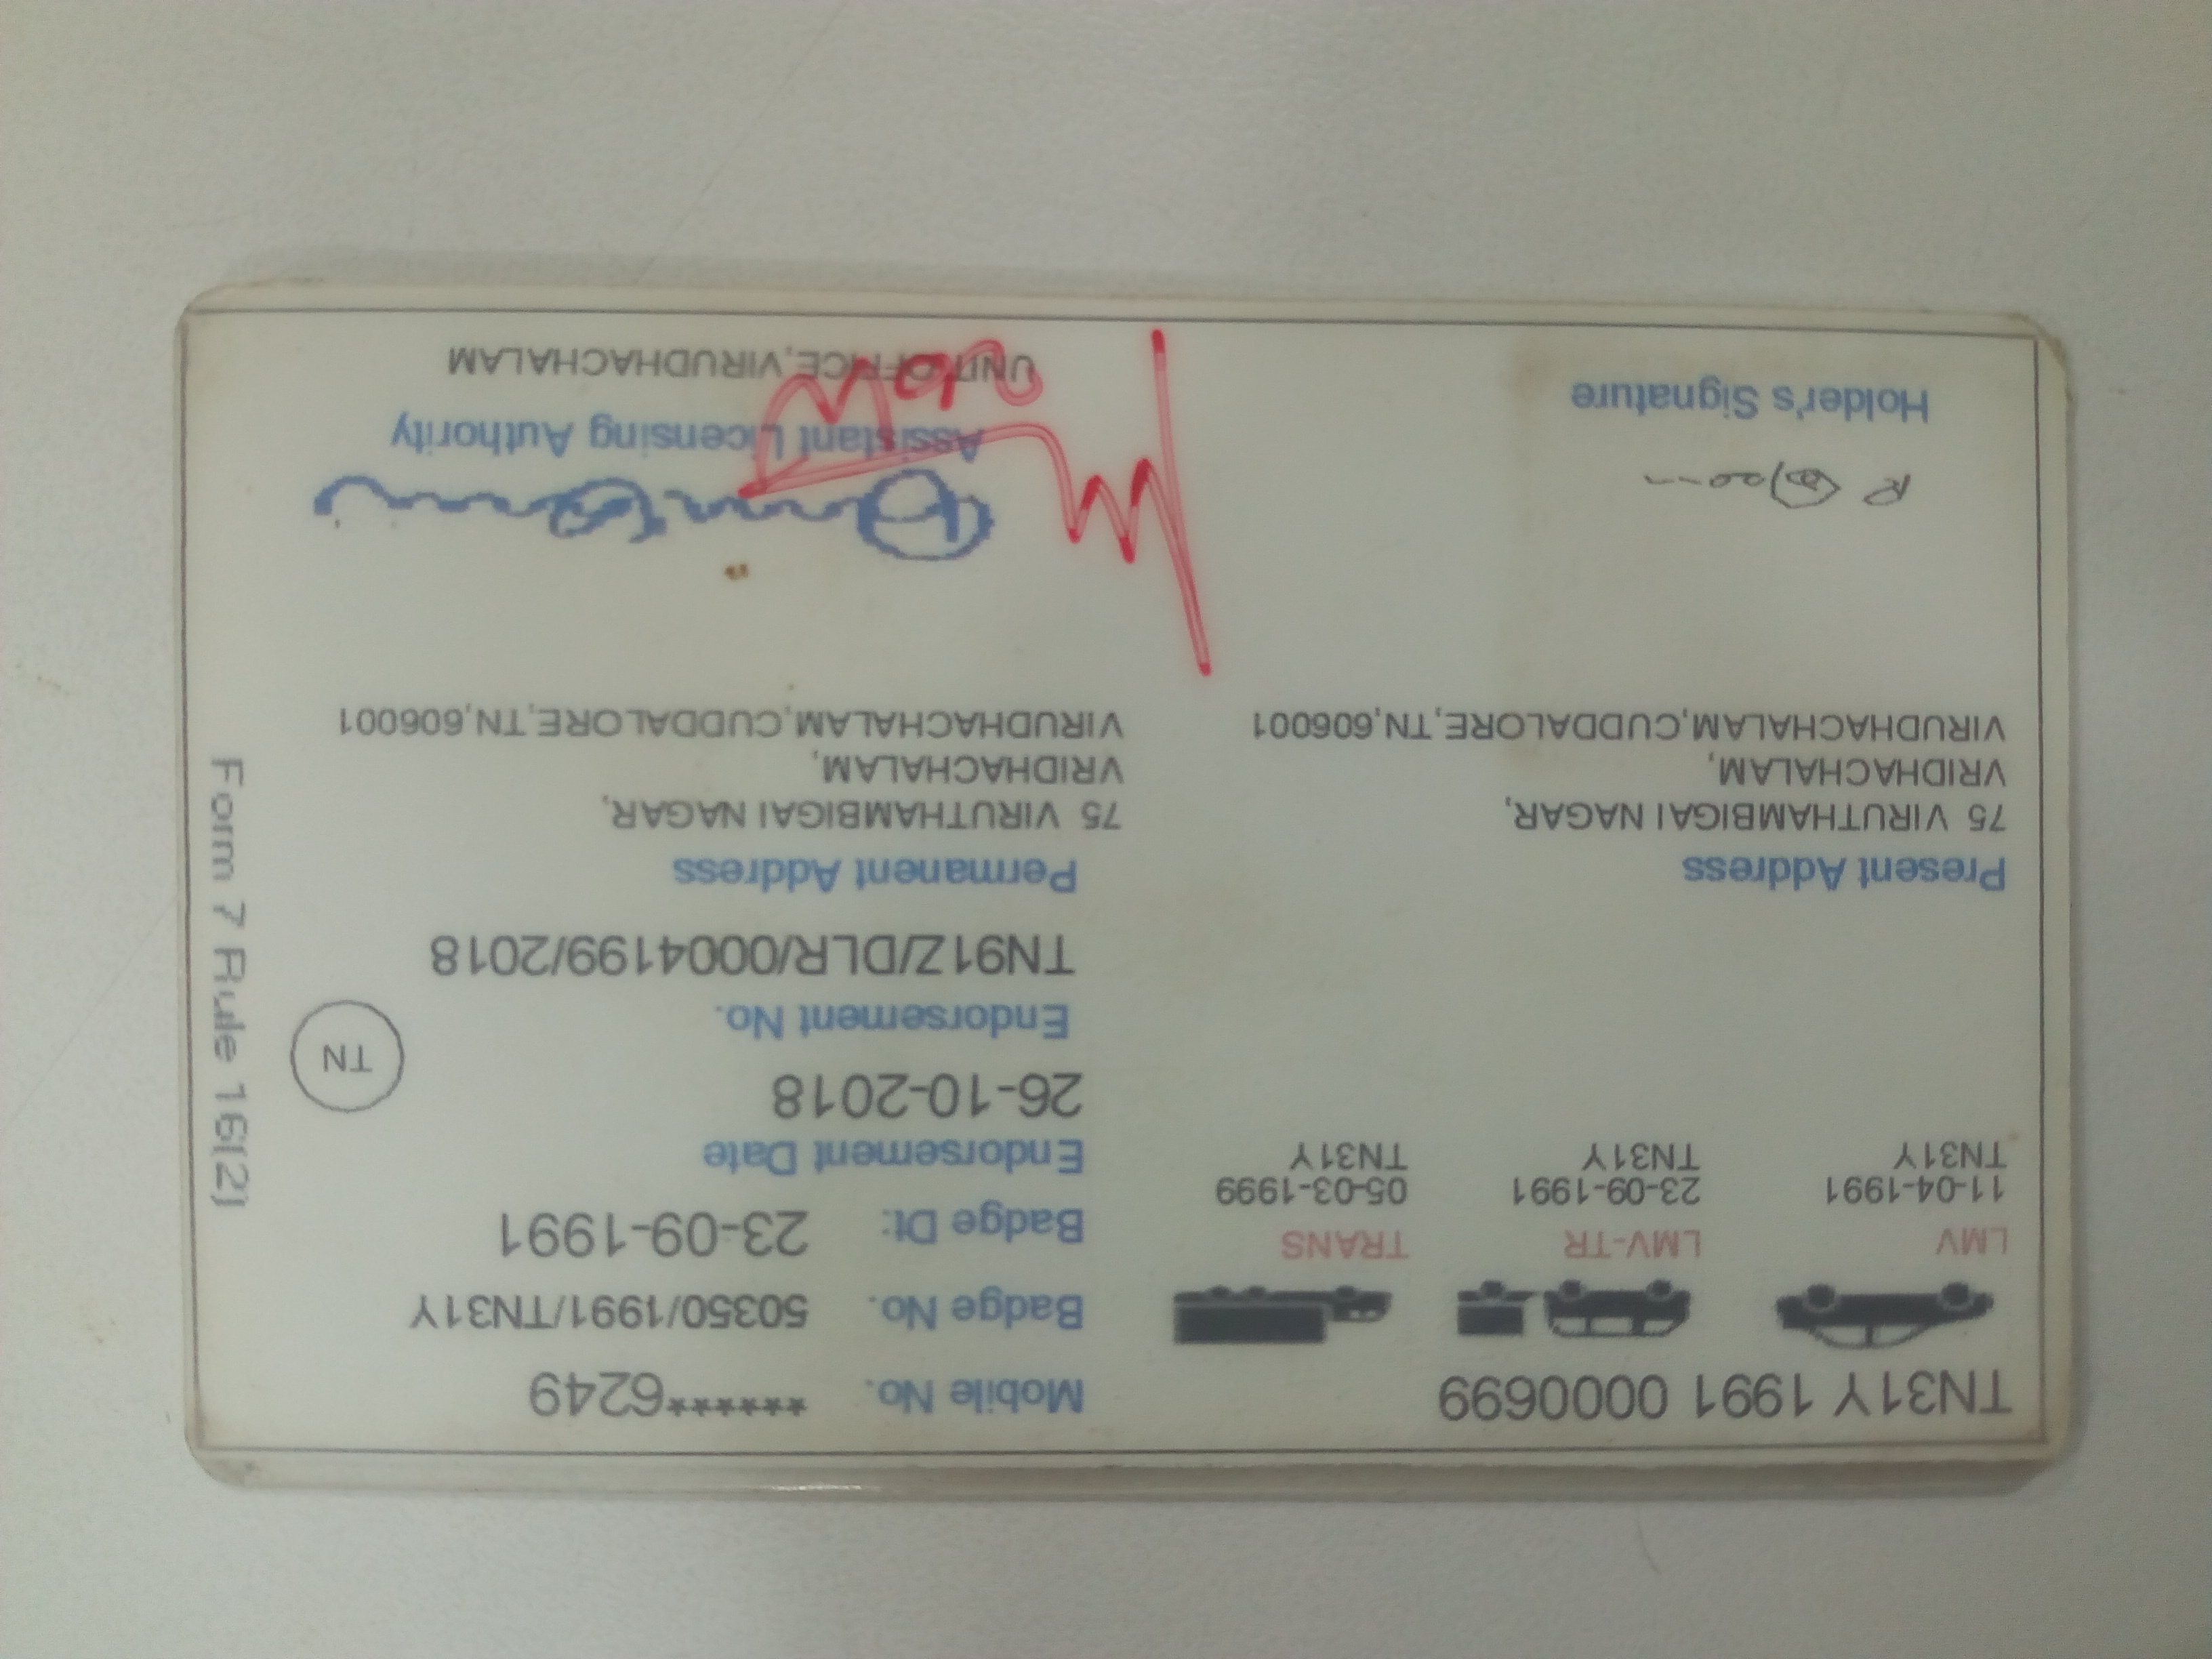 TN31Y 1991 0000699
LMV
11-04-1991
TN31Y
LMV-TR
23-09-1991
TN31Y
TRANS
05-03-1999
TN31Y
Mobile No. ******6249
Badge No. 50350/1991/TN31Y
Badge Dt: 23-09-1991
Endorsement Date
26-10-2018
Endorsement No.
TN91Z/DLR/0004199/2018
TN
Form 7 Rule 16(2)
Present Address
75 VIRUTHAMBIGAI NAGAR,
VRIDHACHALAM,
VIRUDHACHALAM,CUDDALORE,TN,606001
Permanent Address
75 VIRUTHAMBIGAI NAGAR,
VRIDHACHALAM,
VIRUDHACHALAM,CUDDALORE,TN,606001
Holder's Signature
Assistant Licensing Authority
UNIT OFFICE,VIRUDHACHALAM